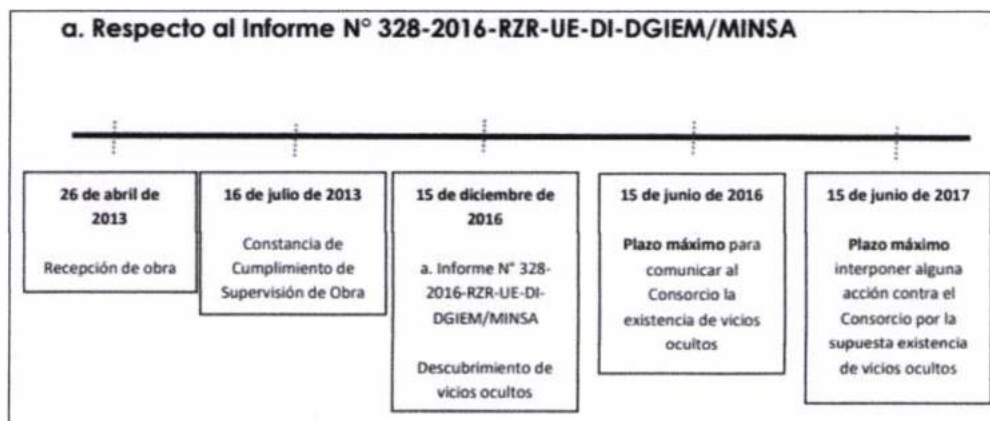 a. Respecto al Informe N° 328-2016-RZR-UE-DI-DGIEM/MINSA
26 de abril de
2013
Recepción de obra
16 de julio de 2013
Constancia de
Cumplimiento de
Supervisión de Obra
15 de diciembre de
2016
a. Informe N° 328-
2016-RZR-UE-DI-
DGIEM/MINSA
Descubrimiento de
vicios ocultos
15 de junio de 2016
Plazo máximo para
comunicar al
Consorcio la
existencia de vicios
ocultos
15 de junio de 2017
Plazo máximo
interponer alguna
acción contra el
Consorcio por la
supuesta existencia
de vicios ocultos